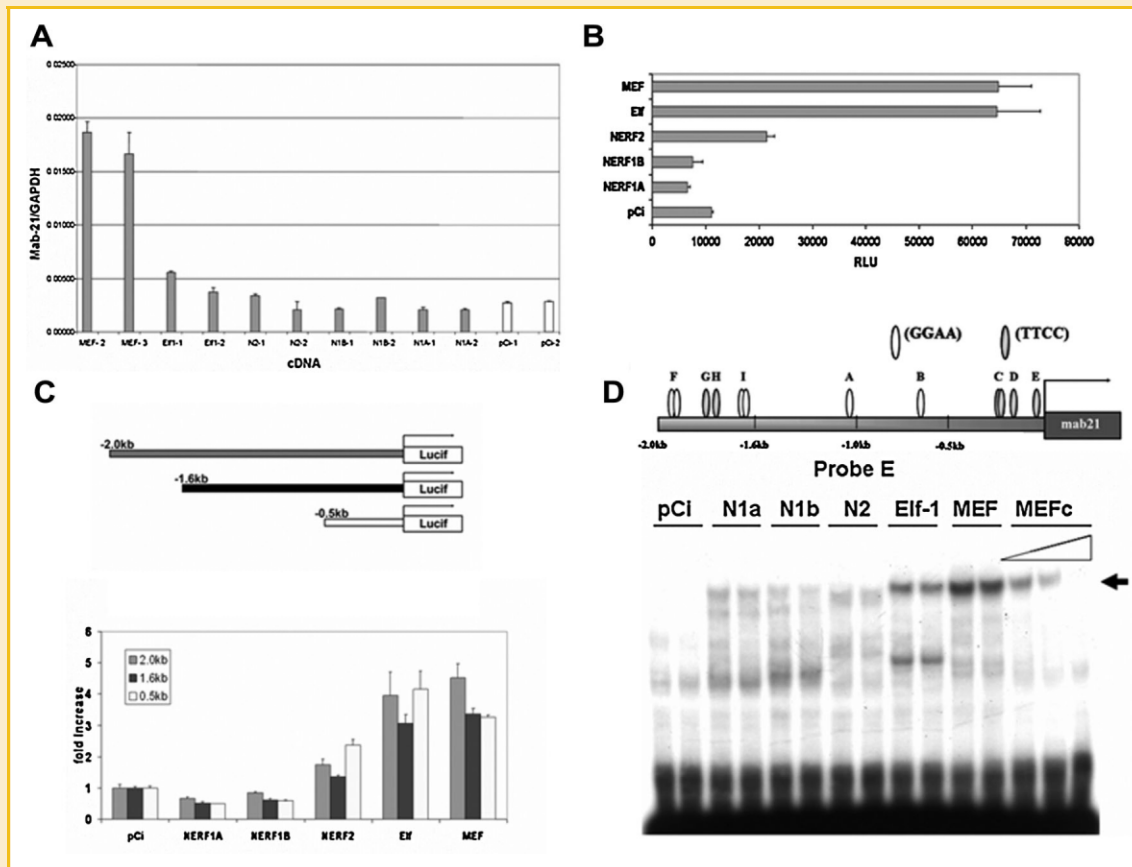 A
0.02500
0.02000
0.01500
0.01000
0.00500
0.00000
Mab-21/GAPDH
MEF-2 MEF-3 Elf1-1 Elf1-2 N2-1 N2-2 N1B-1 N1B-2 N1A-1 N1A-2 pCi-1 pCi-2
cDNA
B
MEF
Elf
NERF2
NERF1B
NERF1A
pCi
0 10000 20000 30000 40000 50000 60000 70000 80000
RLU
C
-2.0kb
Lucif
-1.6kb
Lucif
-0.5kb
Lucif
6
5
4
3
2
1
0
fold increase
2.0kb
1.6kb
0.5kb
pCi NERF1A NERF1B NERF2 Elf MEF
D
(GGAA) (TTCC)
F G H I A B C D E
mab21
-2.0kb -1.6kb -1.0kb -0.5kb
Probe E
pCi N1a N1b N2 Elf-1 MEF MEFc